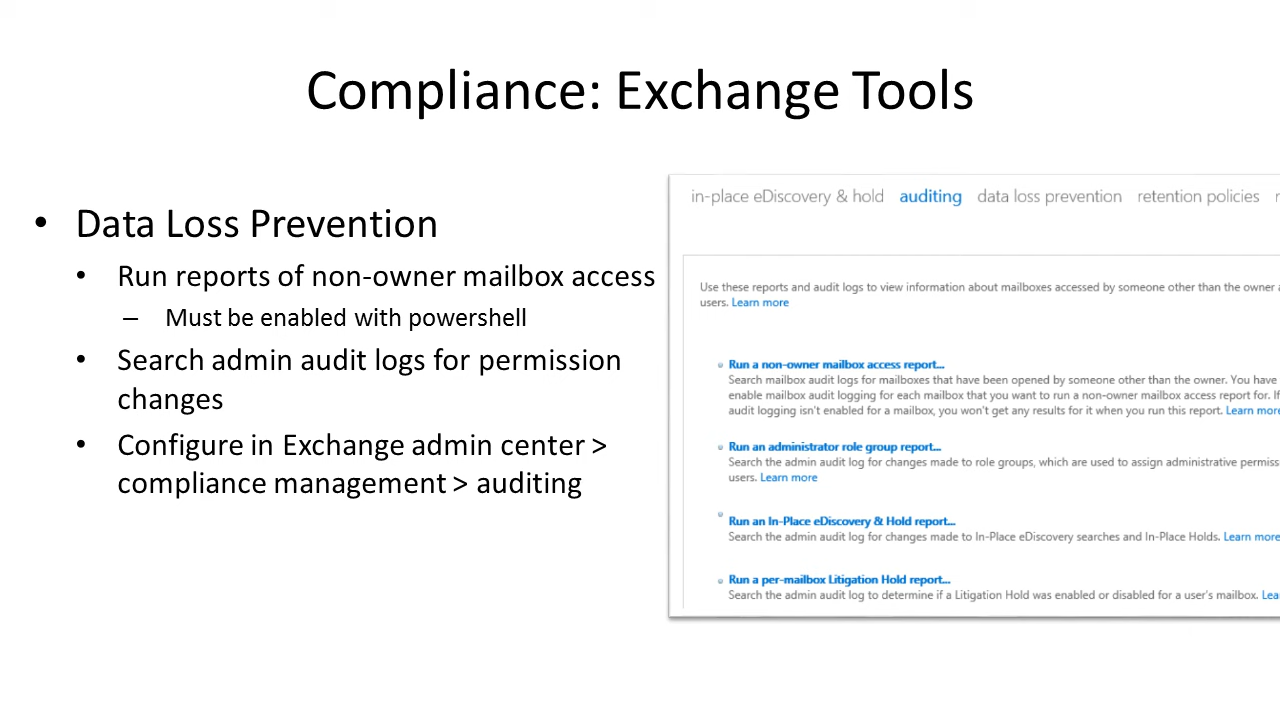 Compliance: Exchange Tools
• Data Loss Prevention
• Run reports of non-owner mailbox access
– Must be enabled with powershell
• Search admin audit logs for permission
changes
• Configure in Exchange admin center >
compliance management > auditing
in-place eDiscovery & hold auditing data loss prevention retention policies
Use these reports and audit logs to view information about mailboxes accessed by someone other than the owner a
users. Learn more
Run a non-owner mailbox access report...
Search mailbox audit logs for mailboxes that have been opened by someone other than the owner. You have
enable mailbox audit logging for each mailbox that you want to run a non-owner mailbox access report for. If
audit logging isn't enabled for a mailbox, you won't get any results for it when you run this report. Learn more
Run an administrator role group report...
Search the admin audit log for changes made to role groups, which are used to assign administrative permiss
users. Learn more
Run an In-Place eDiscovery & Hold report...
Search the admin audit log for changes made to In-Place eDiscovery searches and In-Place Holds. Learn more
Run a per-mailbox Litigation Hold report...
Search the admin audit log to determine if a Litigation Hold was enabled or disabled for a user's mailbox. Lea